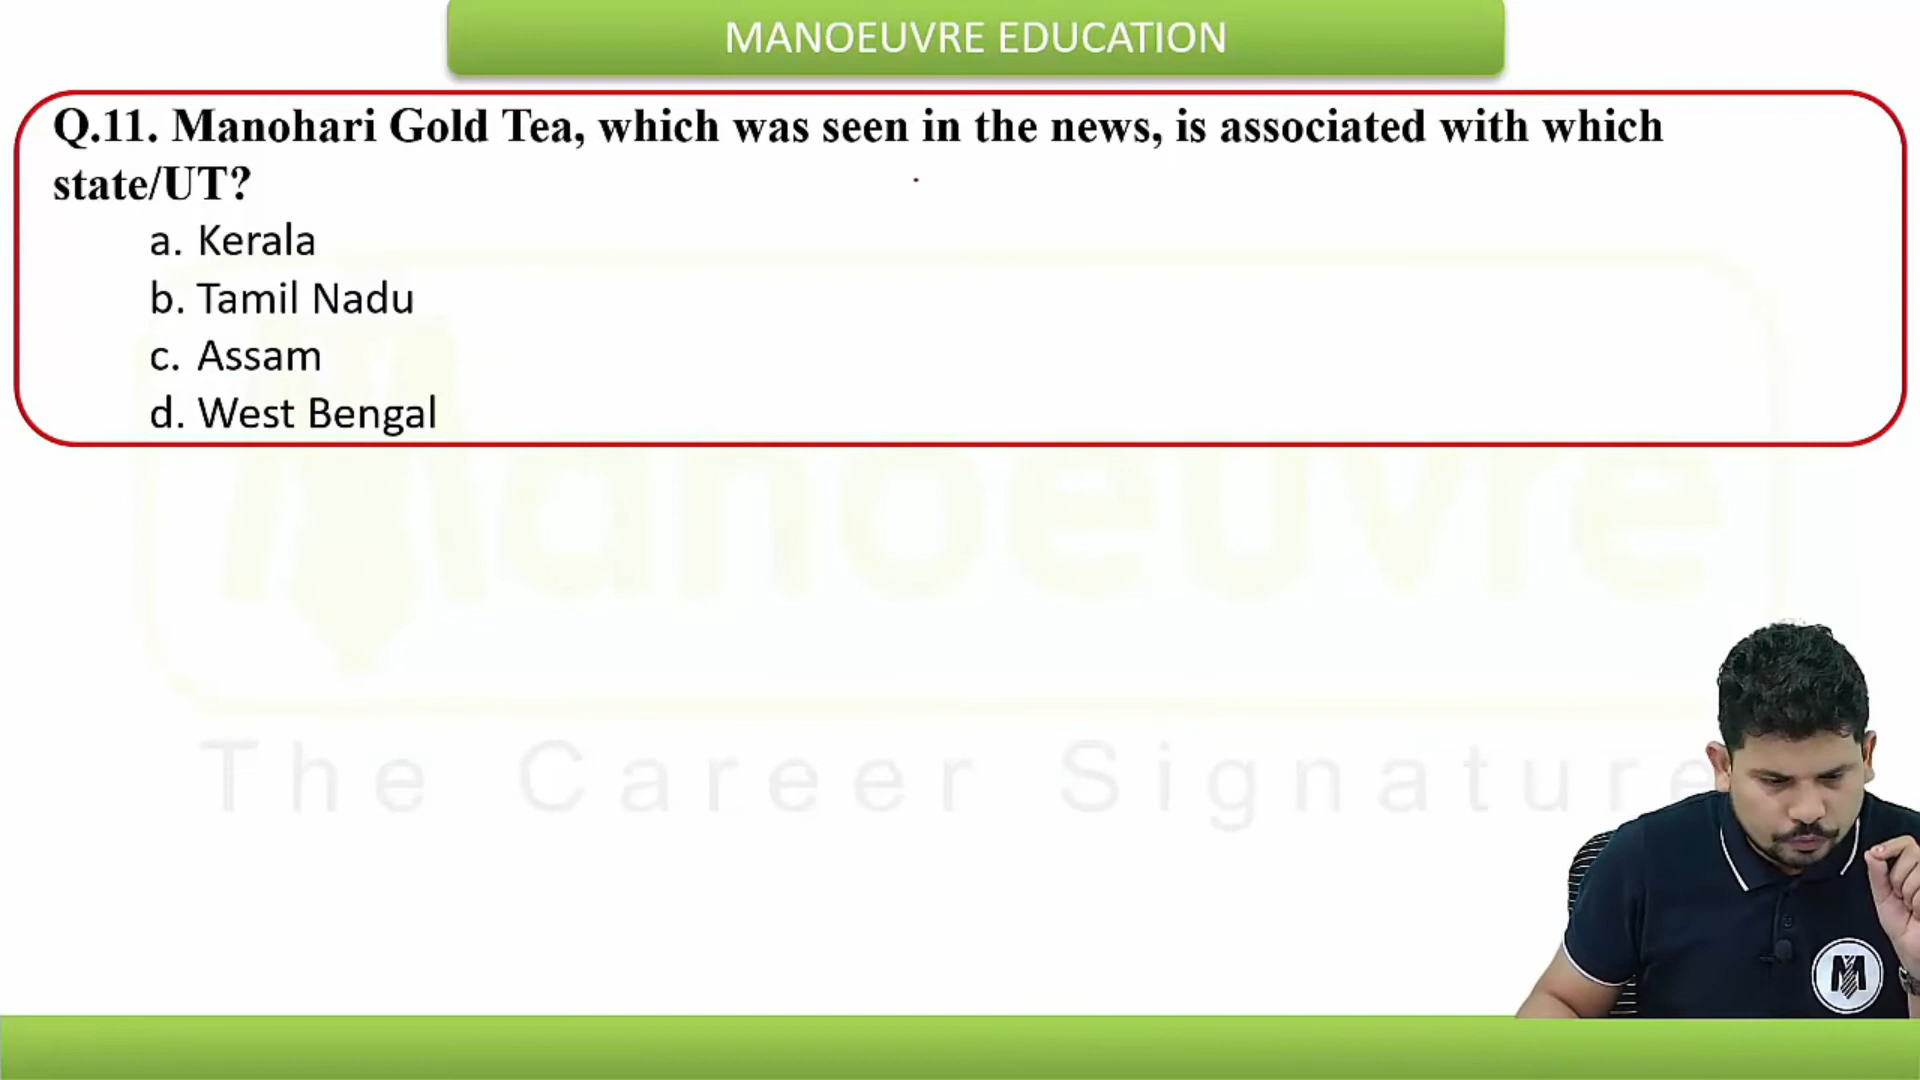 MANOEUVRE EDUCATION
Q.11. Manohari Gold Tea, which was seen in the news, is associated with which
state/UT?
a. Kerala
b. Tamil Nadu
c. Assam
d. West Bengal
Manoeuvre
The Career Signature
M